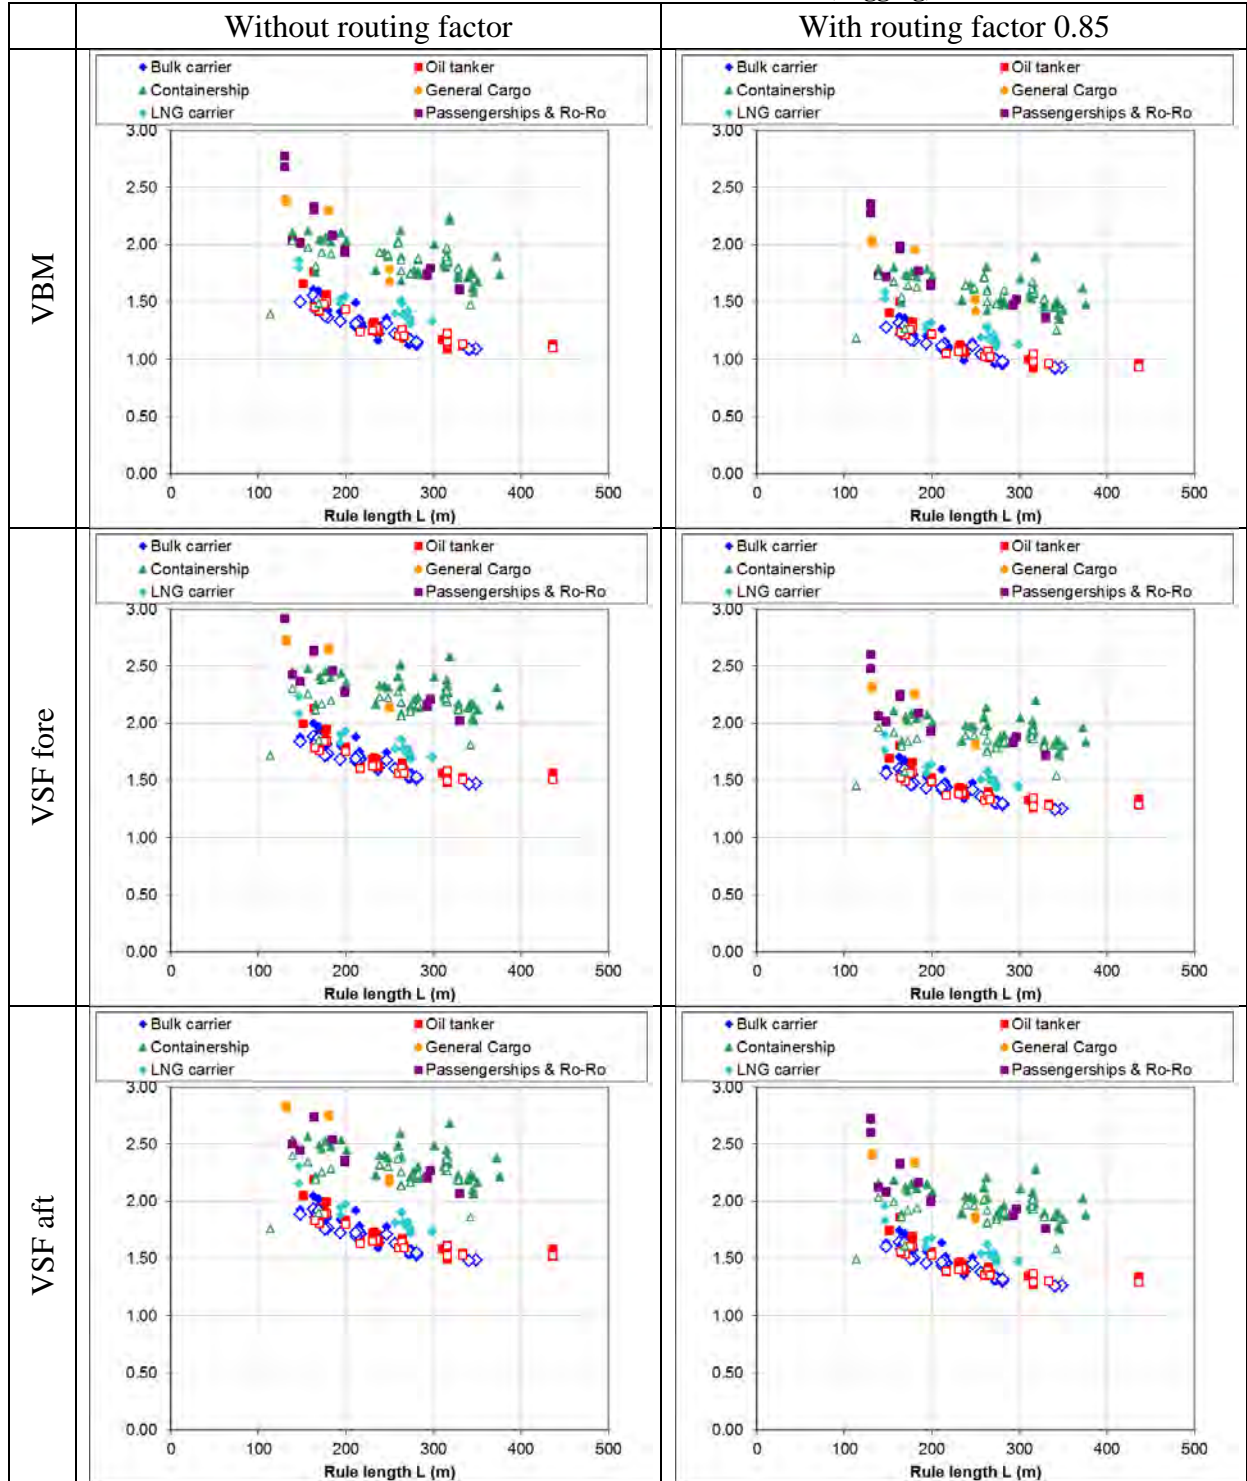 Without routing factor
With routing factor 0.85
VBM
Bulk carrier
Oil tanker
Containership
General Cargo
LNG carrier
Passengerships & Ro-Ro
3.00
2.50
2.00
1.50
1.00
0.50
0.00
0 100 200 300 400 500
Rule length L (m)
Bulk carrier
Oil tanker
Containership
General Cargo
LNG carrier
Passengerships & Ro-Ro
3.00
2.50
2.00
1.50
1.00
0.50
0.00
0 100 200 300 400 500
Rule length L (m)
VSF fore
Bulk carrier
Oil tanker
Containership
General Cargo
LNG carrier
Passengerships & Ro-Ro
3.00
2.50
2.00
1.50
1.00
0.50
0.00
0 100 200 300 400 500
Rule length L (m)
Bulk carrier
Oil tanker
Containership
General Cargo
LNG carrier
Passengerships & Ro-Ro
3.00
2.50
2.00
1.50
1.00
0.50
0.00
0 100 200 300 400 500
Rule length L (m)
VSF aft
Bulk carrier
Oil tanker
Containership
General Cargo
LNG carrier
Passengerships & Ro-Ro
3.00
2.50
2.00
1.50
1.00
0.50
0.00
0 100 200 300 400 500
Rule length L (m)
Bulk carrier
Oil tanker
Containership
General Cargo
LNG carrier
Passengerships & Ro-Ro
3.00
2.50
2.00
1.50
1.00
0.50
0.00
0 100 200 300 400 500
Rule length L (m)